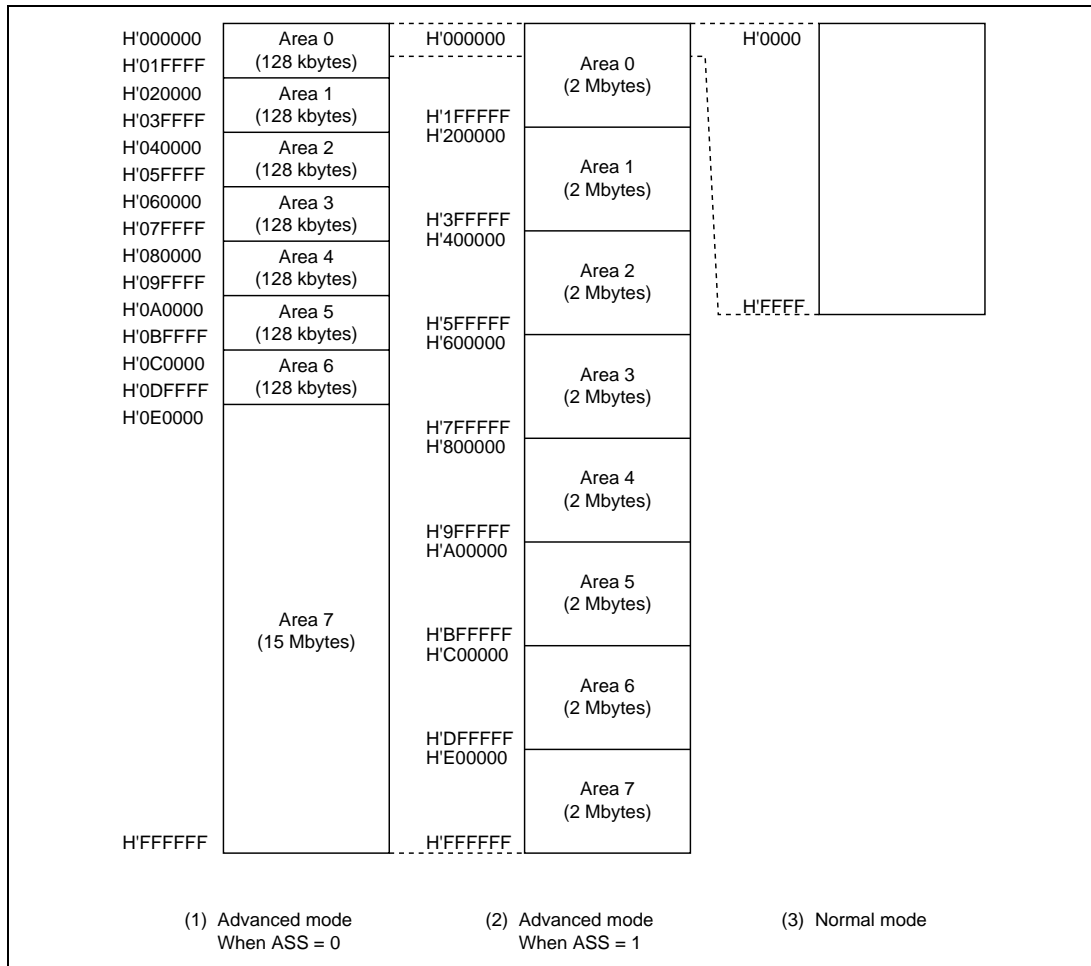 H'000000
H'01FFFF
H'020000
H'03FFFF
H'040000
H'05FFFF
H'060000
H'07FFFF
H'080000
H'09FFFF
H'0A0000
H'0BFFFF
H'0C0000
H'0DFFFF
H'0E0000
H'FFFFFF
Area 0
(128 kbytes)
Area 1
(128 kbytes)
Area 2
(128 kbytes)
Area 3
(128 kbytes)
Area 4
(128 kbytes)
Area 5
(128 kbytes)
Area 6
(128 kbytes)
Area 7
(15 Mbytes)
(1) Advanced mode
When ASS = 0
H'000000
H'1FFFFF
H'200000
H'3FFFFF
H'400000
H'5FFFFF
H'600000
H'7FFFFF
H'800000
H'9FFFFF
H'A00000
H'BFFFFF
H'C00000
H'DFFFFF
H'E00000
H'FFFFFF
Area 0
(2 Mbytes)
Area 1
(2 Mbytes)
Area 2
(2 Mbytes)
Area 3
(2 Mbytes)
Area 4
(2 Mbytes)
Area 5
(2 Mbytes)
Area 6
(2 Mbytes)
Area 7
(2 Mbytes)
(2) Advanced mode
When ASS = 1
H'0000
H'FFFF
(3) Normal mode